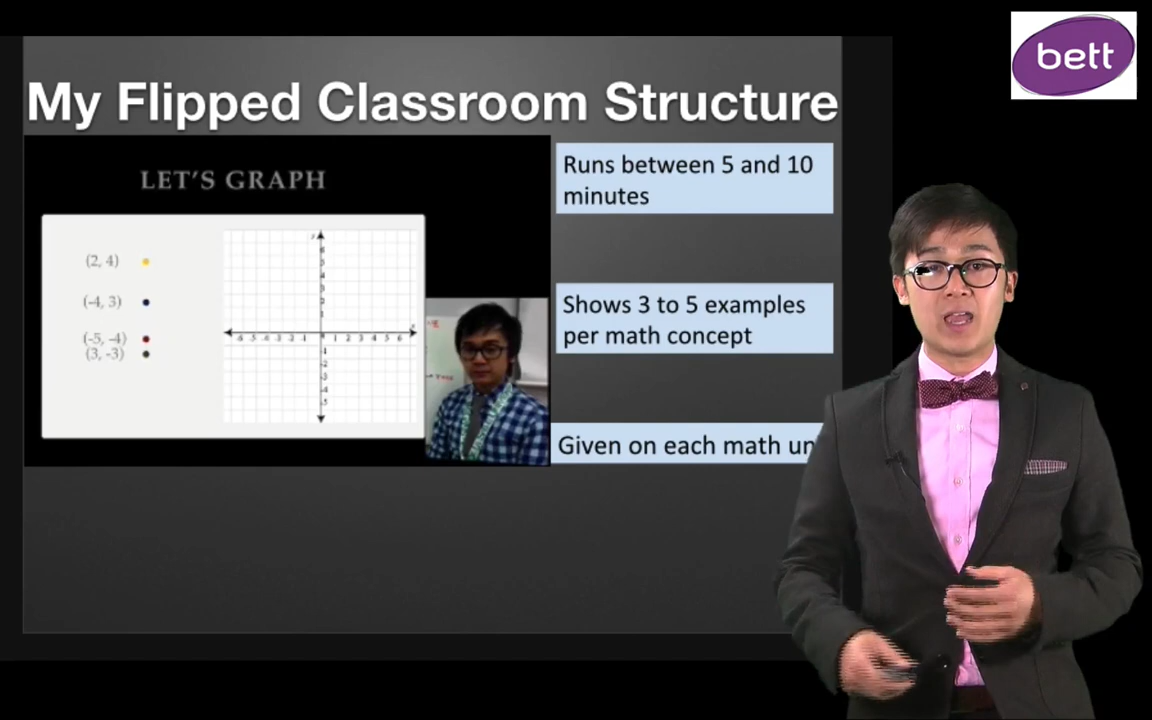 bett
My Flipped Classroom Structure
LET'S GRAPH
(2, 4)
(-4, 3)
(-5, -4)
(3, -3)
Runs between 5 and 10
minutes
Shows 3 to 5 examples
per math concept
Given on each math un